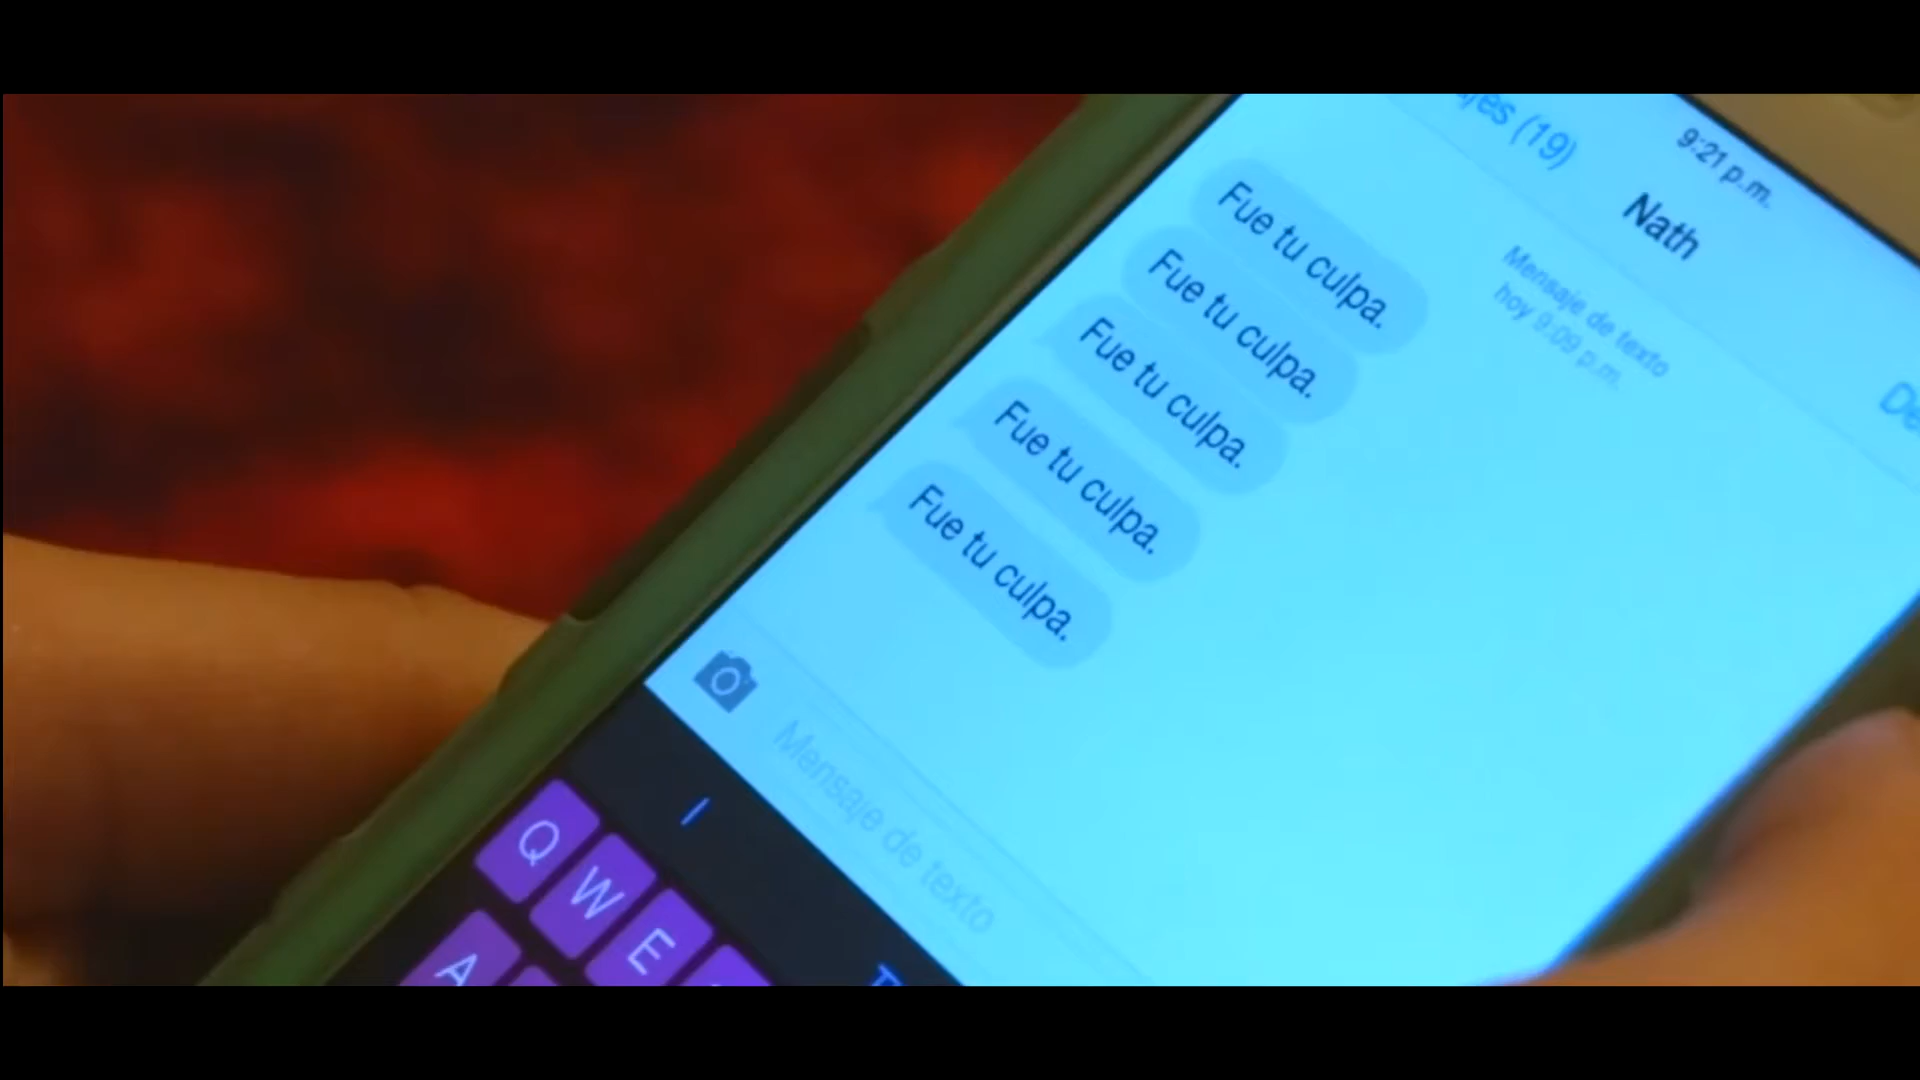 9:21 p.m.
(19)
Nath
Mensaje de texto
hoy 9:09 p.m.
Fue tu culpa.
Fue tu culpa.
Fue tu culpa.
Fue tu culpa.
Fue tu culpa.
Mensaje de texto
I
Q W E
A